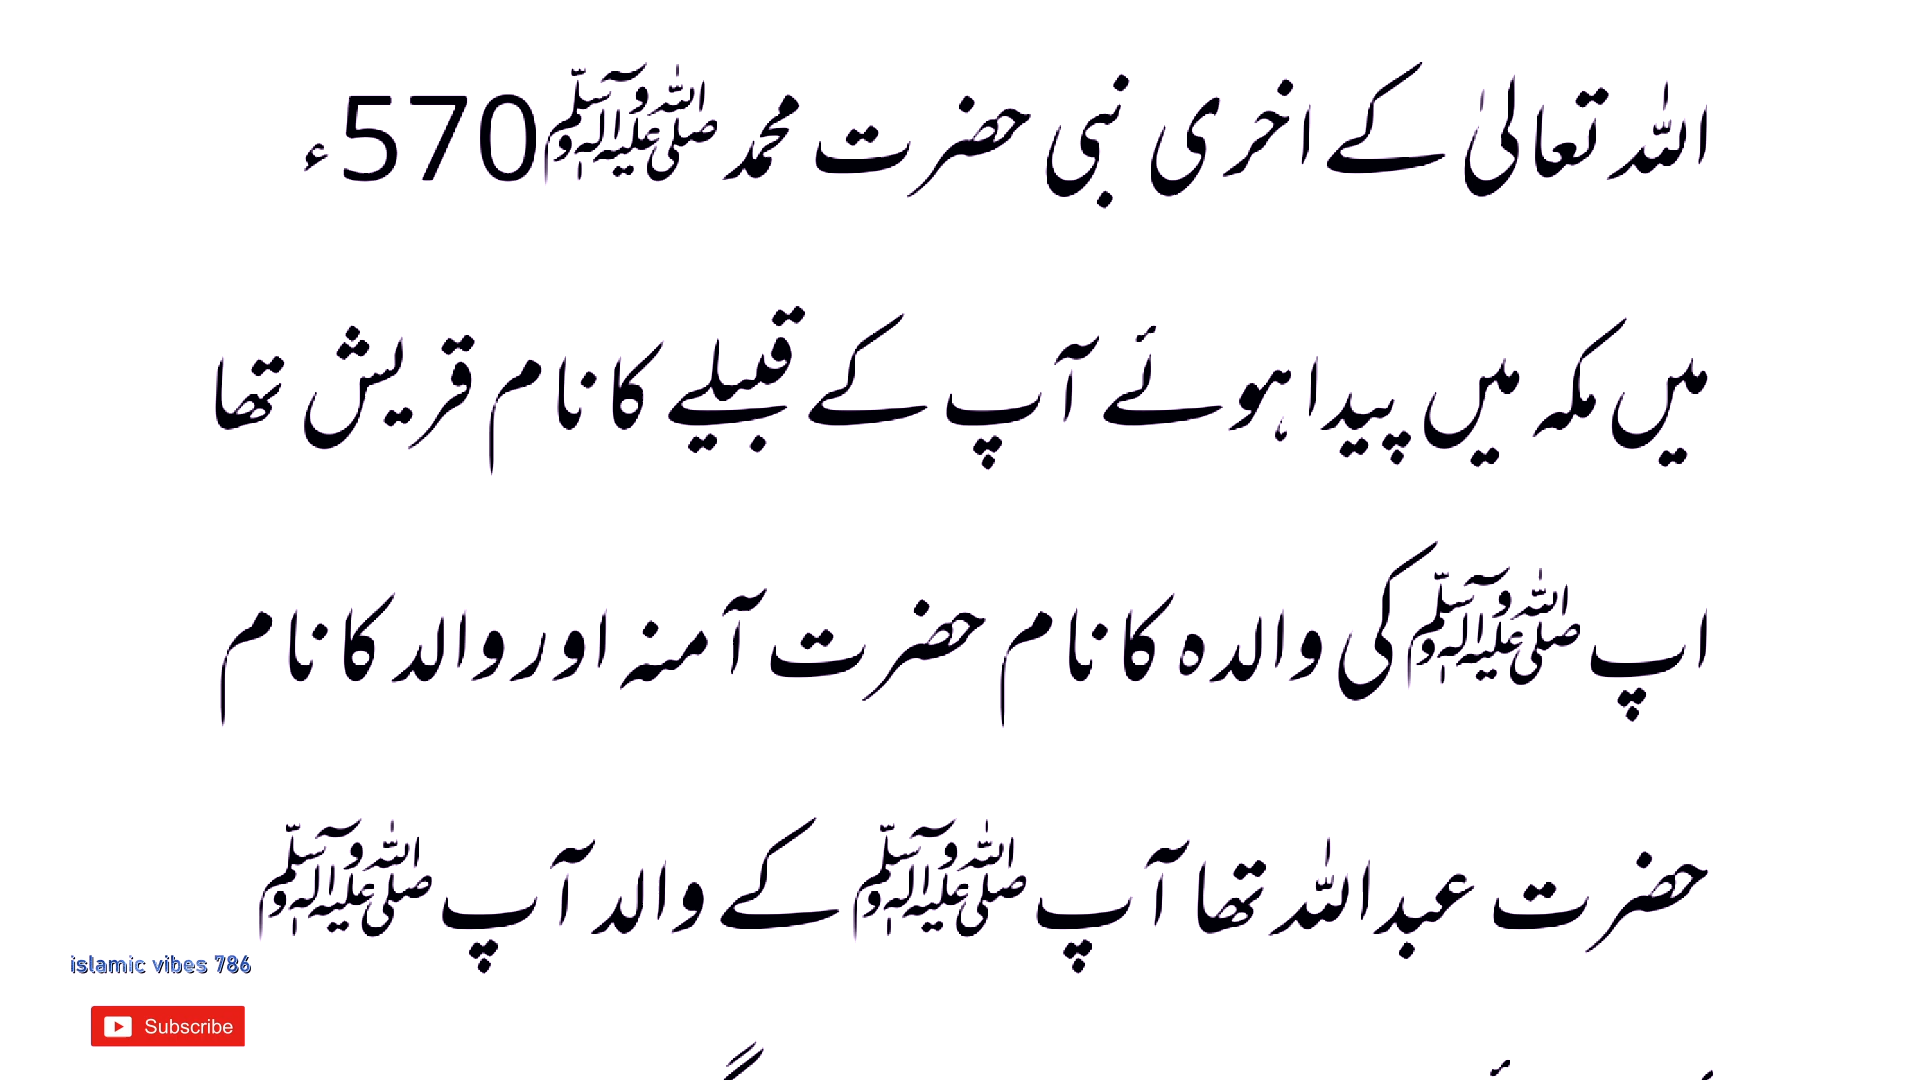 اللہ تعالیٰ کے اخری نبی حضرت محمد ﷺ570ء
میں مکہ میں پیدا ہوئے آپ کے قبیلے کا نام قریش تھا
اپ ﷺ کی والدہ کا نام حضرت آمنہ اور والد کا نام
حضرت عبداللہ تھا آپ ﷺ کے والد آپ ﷺ
islamic vibes 786
Subscribe